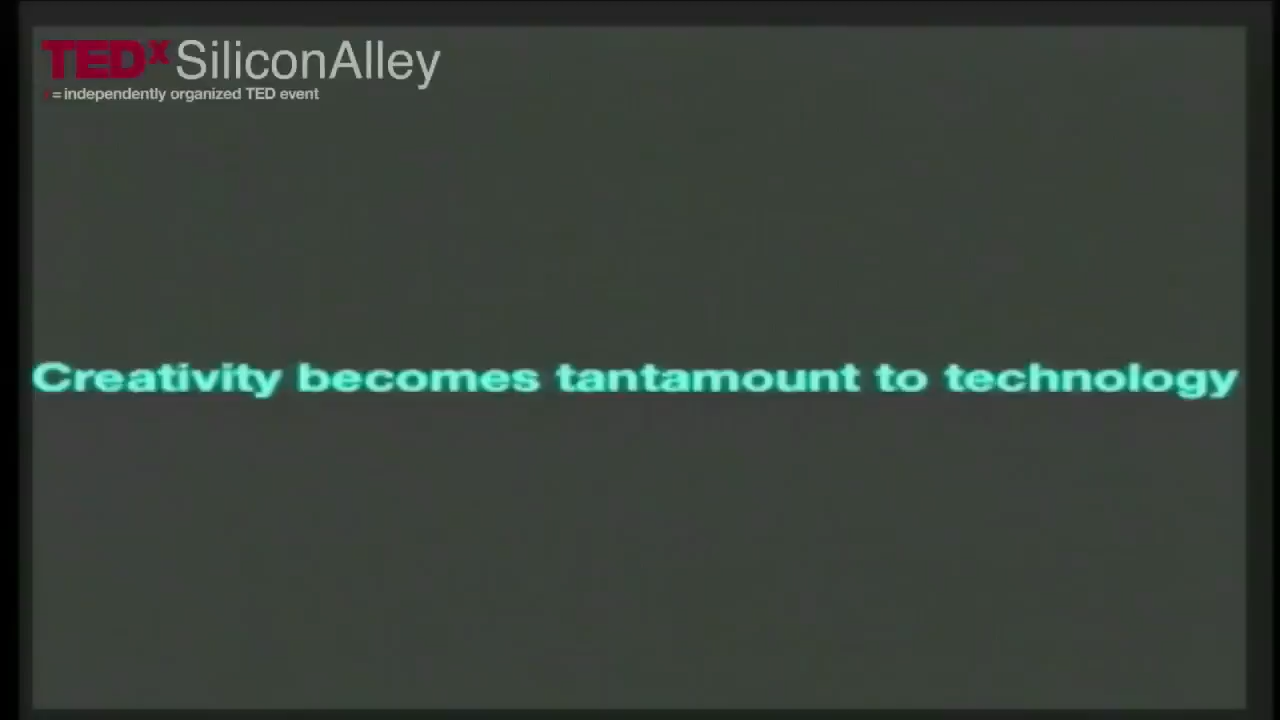 TEDxSiliconAlley
x=independently organized TED event
Creativity becomes tantamount to technology